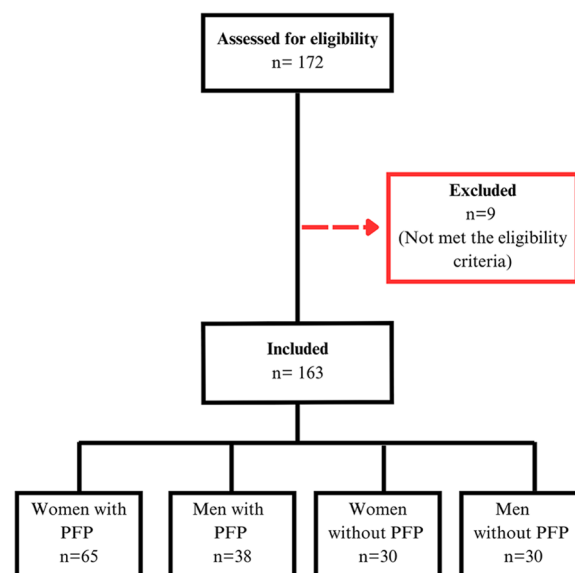 Assessed for eligibility
n= 172
Excluded
n=9
(Not met the eligibility
criteria)
Included
n= 163
Women with
PFP
n=65
Men with
PFP
n=38
Women
without PFP
n=30
Men
without PFP
n=30